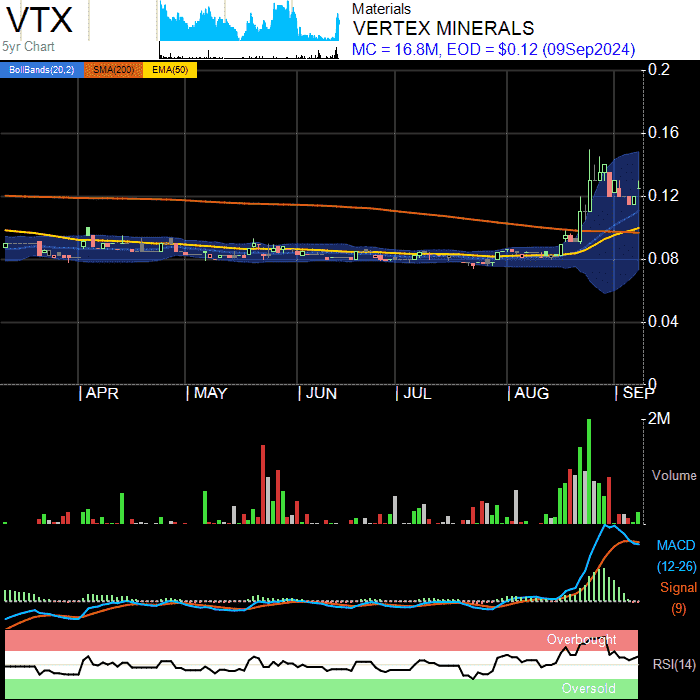 VTX
5yr Chart
Materials
VERTEX MINERALS
MC = 16.8M, EOD = $0.12 (09Sep2024)
BollBands(20,2) SMA(200) EMA(50)
0.2
0.16
0.12
0.08
0.04
0
APR MAY JUN JUL AUG SEP
2M
Volume
MACD
(12-26)
Signal
(9)
Overbought
RSI(14)
Oversold